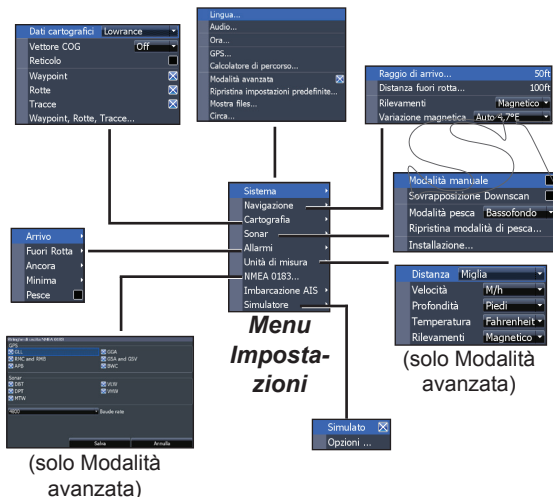 Dati cartografici Lowrance
Vettore COG Off
Reticolo
Waypoint
Rotte
Tracce
Waypoint, Rotte, Tracce...
Lingua...
Audio...
Ora...
GPS...
Calcolatore di percorso...
Modalità avanzata
Ripristina impostazioni predefinite...
Mostra files...
Circa...
Raggio di arrivo... 50ft
Distanza fuori rotta... 100ft
Rilevamenti Magnetico
Variazione magnetica Auto 4,7°E
Modalità manuale
Sovrapposizione Downscan
Modalità pesca Bassofondo
Ripristina modalità di pesca...
Installazione...
Sistema
Navigazione
Cartografia
Sonar
Allarmi
Unità di misura
NMEA 0183...
Imbarcazione AIS
Simulatore
Menu
Imposta-
zioni
Arrivo
Fuori Rotta
Ancora
Minima
Pesce
Distanza Miglia
Velocità M/h
Profondità Piedi
Temperatura Fahrenheit
Rilevamenti Magnetico
(solo Modalità
avanzata)
GPS
GLL GGA
RMC and RMB GSA and GSV
APB BWC
Sonar
DBT VLW
DPT VHW
MTW
4800 Baude rate
Salva Annulla
(solo Modalità
avanzata)
Simulato
Opzioni ...